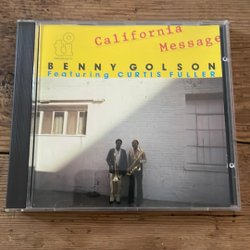 California
Message
BENNY GOLSON
Featuring CURTIS FULLER